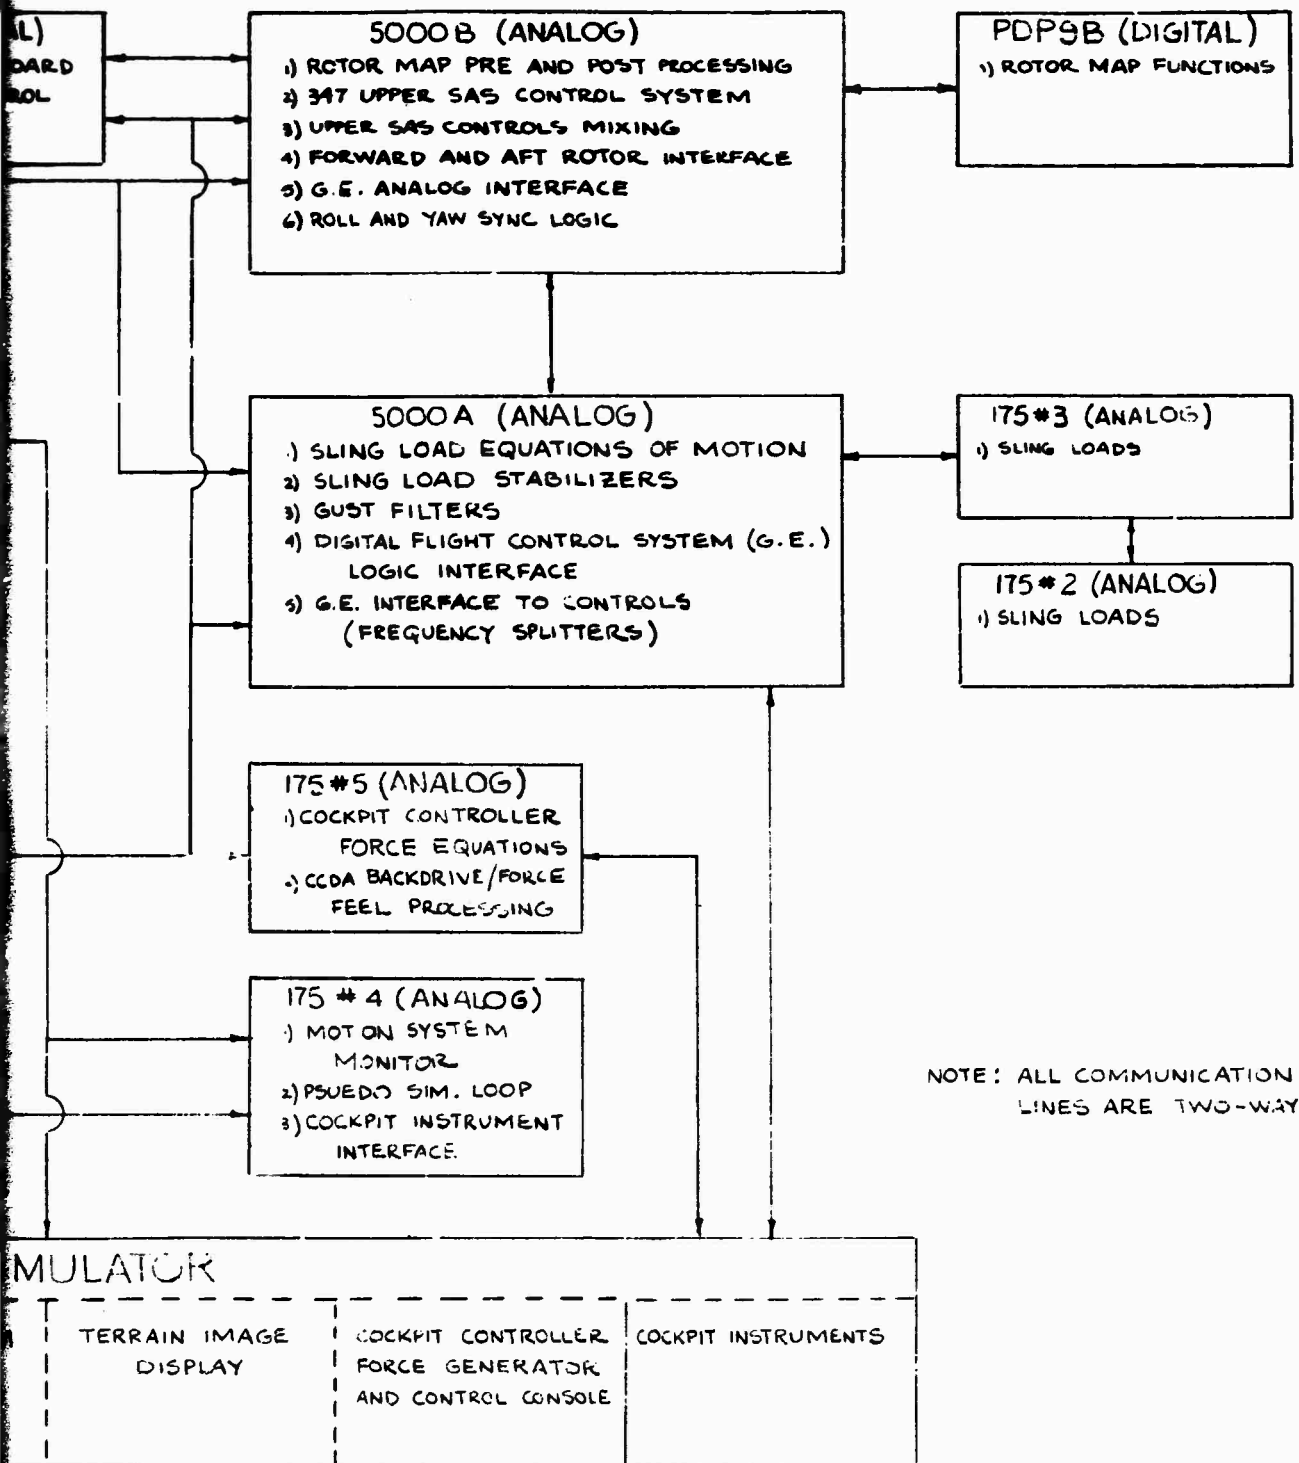 AL)
OARD
ROL
5000B (ANALOG)
1) ROTOR MAP PRE AND POST PROCESSING
2) 347 UPPER SAS CONTROL SYSTEM
3) UPPER SAS CONTROLS MIXING
4) FORWARD AND AFT ROTOR INTERFACE
5) G.E. ANALOG INTERFACE
6) ROLL AND YAW SYNC LOGIC
PDP9B (DIGITAL)
1) ROTOR MAP FUNCTIONS
5000A (ANALOG)
1) SLING LOAD EQUATIONS OF MOTION
2) SLING LOAD STABILIZERS
3) GUST FILTERS
4) DIGITAL FLIGHT CONTROL SYSTEM (G.E.)
LOGIC INTERFACE
5) G.E. INTERFACE TO CONTROLS
(FREQUENCY SPLITTERS)
175#3 (ANALOG)
1) SLING LOADS
175#2 (ANALOG)
1) SLING LOADS
175#5 (ANALOG)
1) COCKPIT CONTROLLER
FORCE EQUATIONS
2) CCDA BACKDRIVE/FORCE
FEEL PROCESSING
175 #4 (ANALOG)
1) MOTION SYSTEM
MONITOR
2) PSUEDO SIM. LOOP
3) COCKPIT INSTRUMENT
INTERFACE
NOTE: ALL COMMUNICATION
LINES ARE TWO-WAY
MULATOR
TERRAIN IMAGE
DISPLAY
COCKPIT CONTROLLER
FORCE GENERATOR
AND CONTROL CONSOLE
COCKPIT INSTRUMENTS